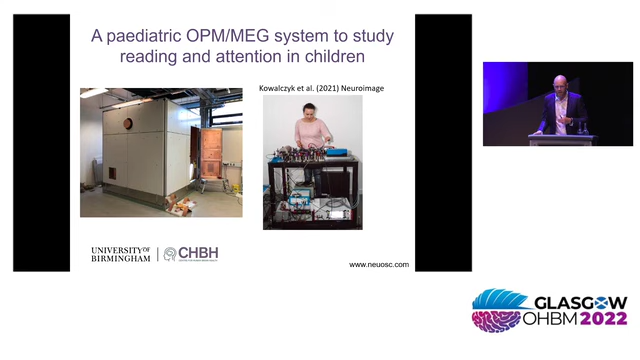 A paediatric OPM/MEG system to study
reading and attention in children
Kowalczyk et al. (2021) Neuroimage
UNIVERSITY OF
BIRMINGHAM
CHBH
www.neuosc.com
GLASGOW
OHBM 2022